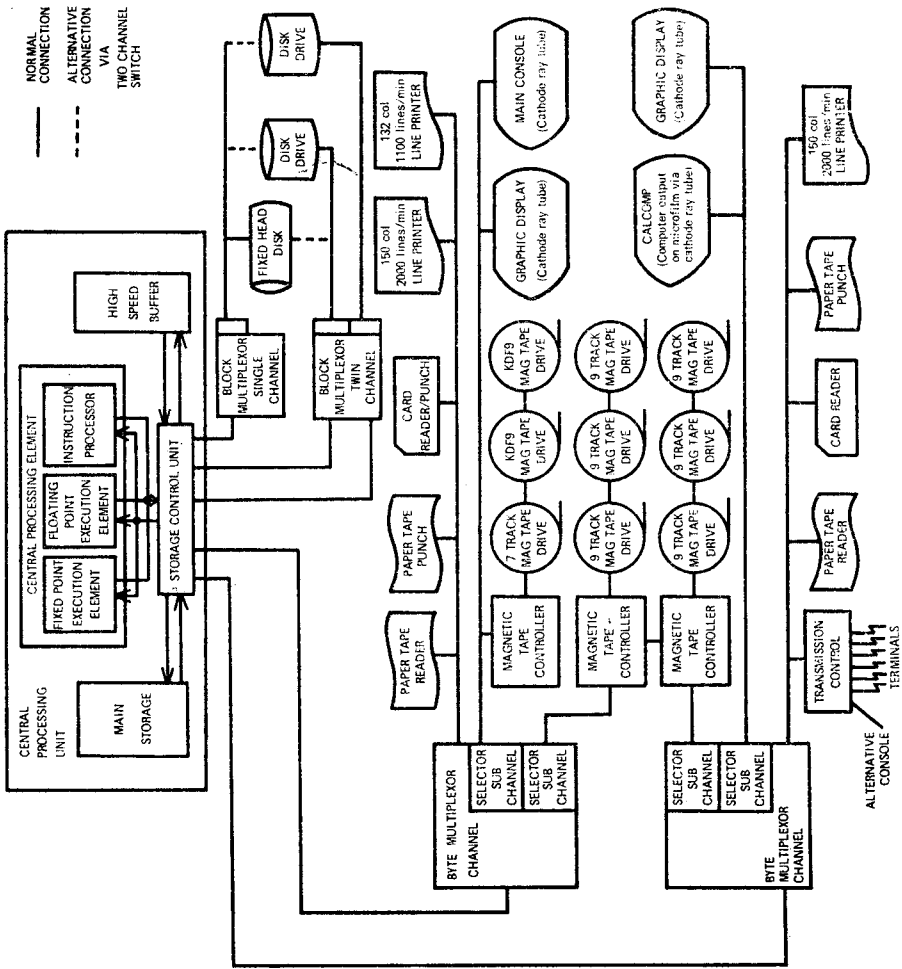 NORMAL
CONNECTION
ALTERNATIVE
CONNECTION
VIA
TWO CHANNEL
SWITCH
CENTRAL
PROCESSING
UNIT
CENTRAL PROCESSING ELEMENT
FIXED POINT
EXECUTION
ELEMENT
FLOATING
POINT
EXECUTION
ELEMENT
INSTRUCTION
PROCESSOR
MAIN
STORAGE
STORAGE CONTROL UNIT
HIGH
SPEED
BUFFER
BLOCK
MULTIPLEXOR
SINGLE
CHANNEL
FIXED HEAD
DISK
DISK
DRIVE
DISK
DRIVE
BLOCK
MULTIPLEXOR
TWIN
CHANNEL
PAPER TAPE
READER
PAPER TAPE
PUNCH
CARD
READER/PUNCH
150 col
2000 lines/min
LINE PRINTER
132 col
1100 lines/min
LINE PRINTER
BYTE MULTIPLEXOR
CHANNEL
SELECTOR
SUB
CHANNEL
SELECTOR
SUB
CHANNEL
MAGNETIC
TAPE
CONTROLLER
7 TRACK
MAG TAPE
DRIVE
KDF9
MAG TAPE
DRIVE
KDF9
MAG TAPE
DRIVE
GRAPHIC DISPLAY
(Cathode ray tube)
MAIN CONSOLE
(Cathode ray tube)
MAGNETIC
TAPE
CONTROLLER
9 TRACK
MAG TAPE
DRIVE
9 TRACK
MAG TAPE
DRIVE
9 TRACK
MAG TAPE
DRIVE
MAGNETIC
TAPE
CONTROLLER
9 TRACK
MAG TAPE
DRIVE
9 TRACK
MAG TAPE
DRIVE
9 TRACK
MAG TAPE
DRIVE
CALCOMP
(Computer output
on microfilm via
cathode ray tube)
GRAPHIC DISPLAY
(Cathode ray tube)
SELECTOR
SUB
CHANNEL
SELECTOR
SUB
CHANNEL
BYTE
MULTIPLEXOR
CHANNEL
TRANSMISSION
CONTROL
TERMINALS
ALTERNATIVE
CONSOLE
PAPER TAPE
READER
CARD READER
PAPER TAPE
PUNCH
150 col
2000 lines/min
LINE PRINTER